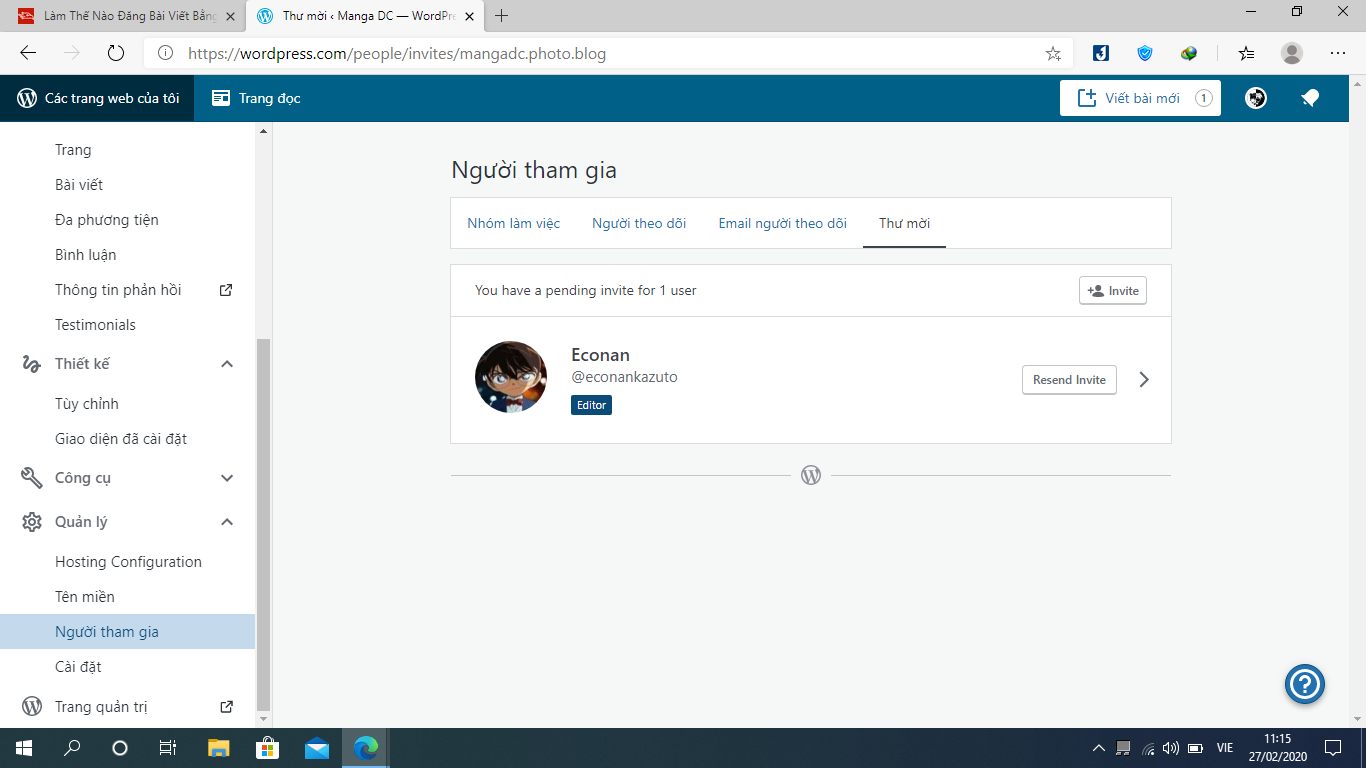 Làm Thế Nào Đăng Bài Viết Bằng
Thư mời ‹ Manga DC — WordPre
https://wordpress.com/people/invites/mangadc.photo.blog
Các trang web của tôi
Trang đọc
Viết bài mới 1
Trang
Bài viết
Đa phương tiện
Bình luận
Thông tin phản hồi
Testimonials
Thiết kế
Tùy chỉnh
Giao diện đã cài đặt
Công cụ
Quản lý
Hosting Configuration
Tên miền
Người tham gia
Cài đặt
Trang quản trị
Người tham gia
Nhóm làm việc Người theo dõi Email người theo dõi Thư mời
You have a pending invite for 1 user
Invite
Econan
@econankazuto
Editor
Resend Invite
VIE
11:15
27/02/2020